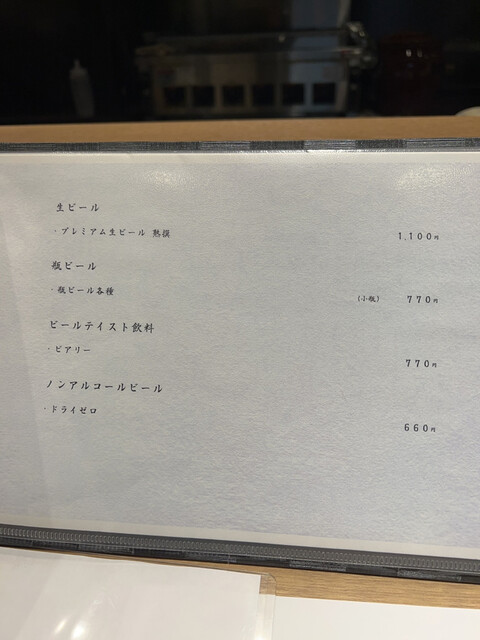 生ビール
・プレミアム生ビール 熟撰 1,100円
瓶ビール
・瓶ビール各種 (小瓶) 770円
ビールテイスト飲料
・ビアリー 770円
ノンアルコールビール
・ドライゼロ 660円